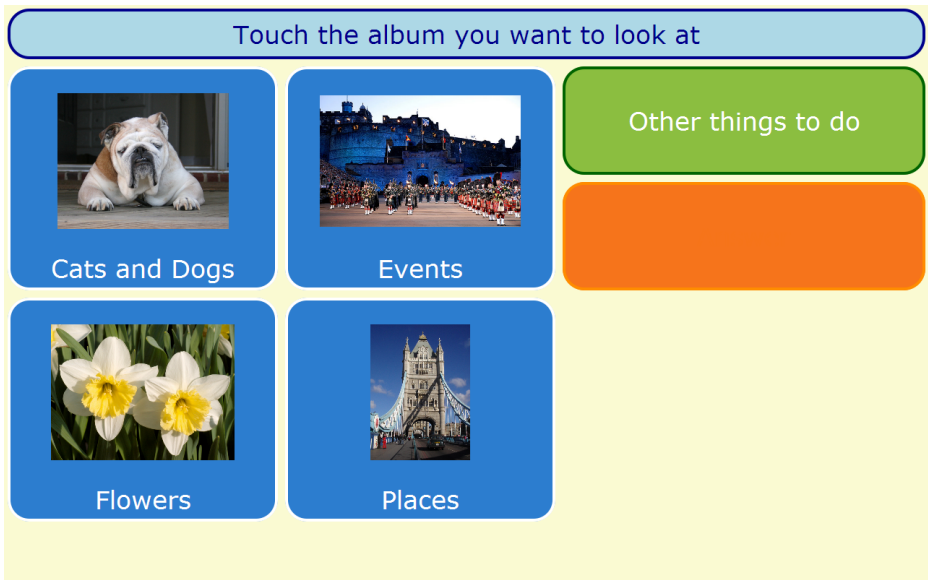 Touch the album you want to look at
Cats and Dogs
Events
Other things to do
Flowers
Places